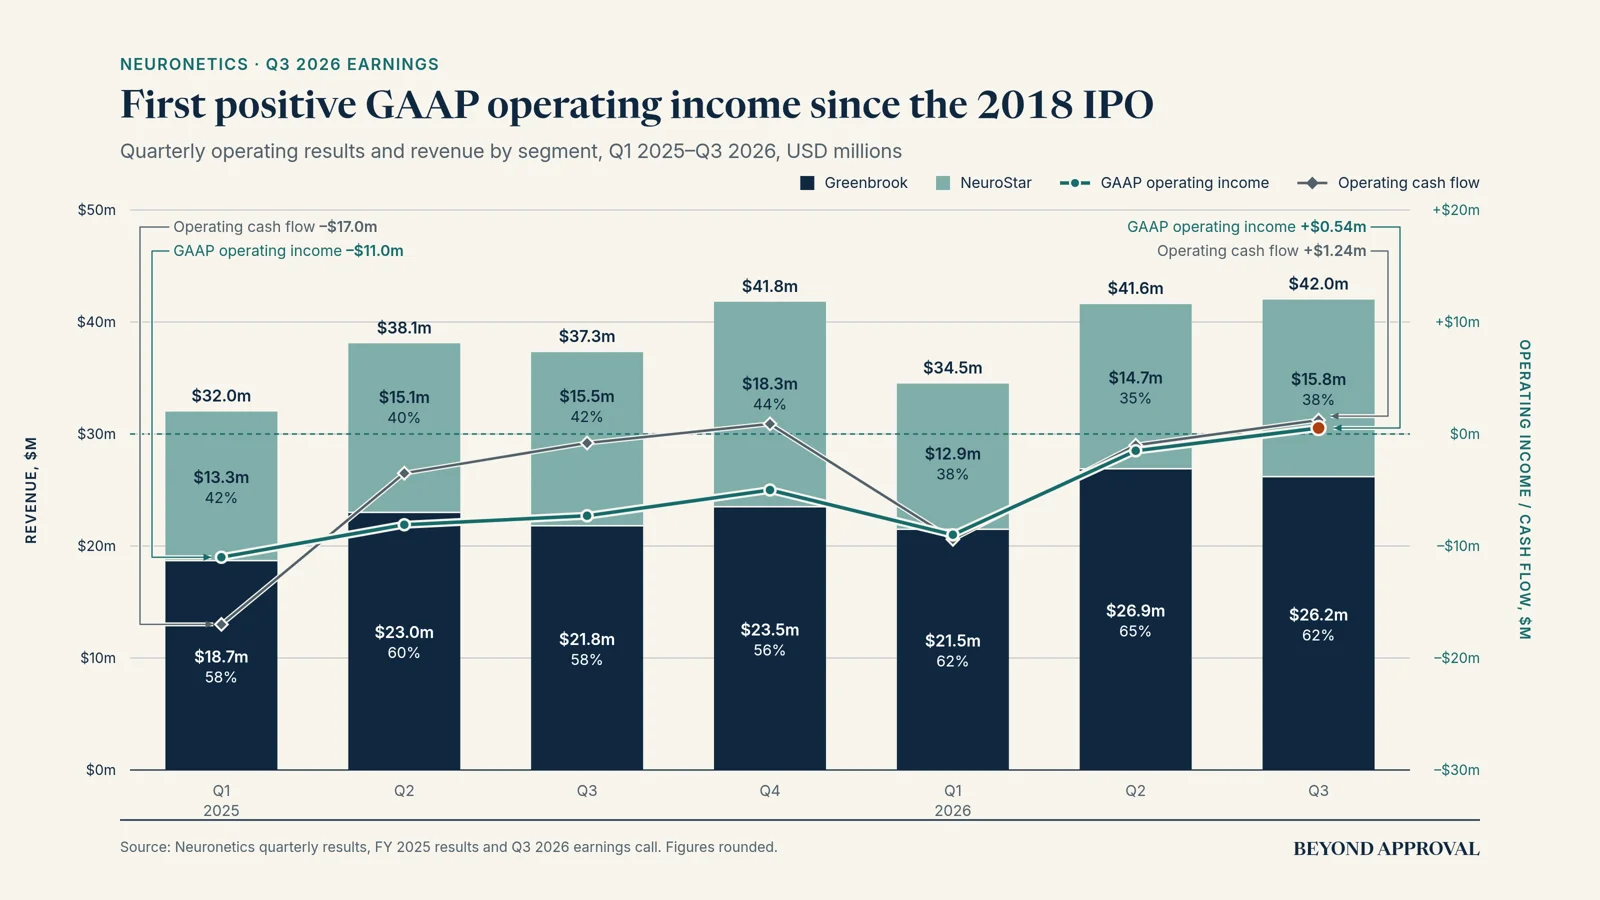 NEURONETICS · Q3 2026 EARNINGS
First positive GAAP operating income since the 2018 IPO
Quarterly operating results and revenue by segment, Q1 2025–Q3 2026, USD millions
Greenbrook
NeuroStar
GAAP operating income
Operating cash flow
REVENUE, $M
$50m
$40m
$30m
$20m
$10m
$0m
Operating cash flow −$17.0m
GAAP operating income −$11.0m
GAAP operating income +$0.54m
Operating cash flow +$1.24m
$32.0m
$13.3m
42%
$18.7m
58%
$38.1m
$15.1m
40%
$23.0m
60%
$37.3m
$15.5m
42%
$21.8m
58%
$41.8m
$18.3m
44%
$23.5m
56%
$34.5m
$12.9m
38%
$21.5m
62%
$41.6m
$14.7m
35%
$26.9m
65%
$42.0m
$15.8m
38%
$26.2m
62%
+$20m
+$10m
$0m
−$10m
−$20m
−$30m
OPERATING INCOME / CASH FLOW, $M
Q1
2025
Q2
Q3
Q4
Q1
2026
Q2
Q3
Source: Neuronetics quarterly results, FY 2025 results and Q3 2026 earnings call. Figures rounded.
BEYOND APPROVAL